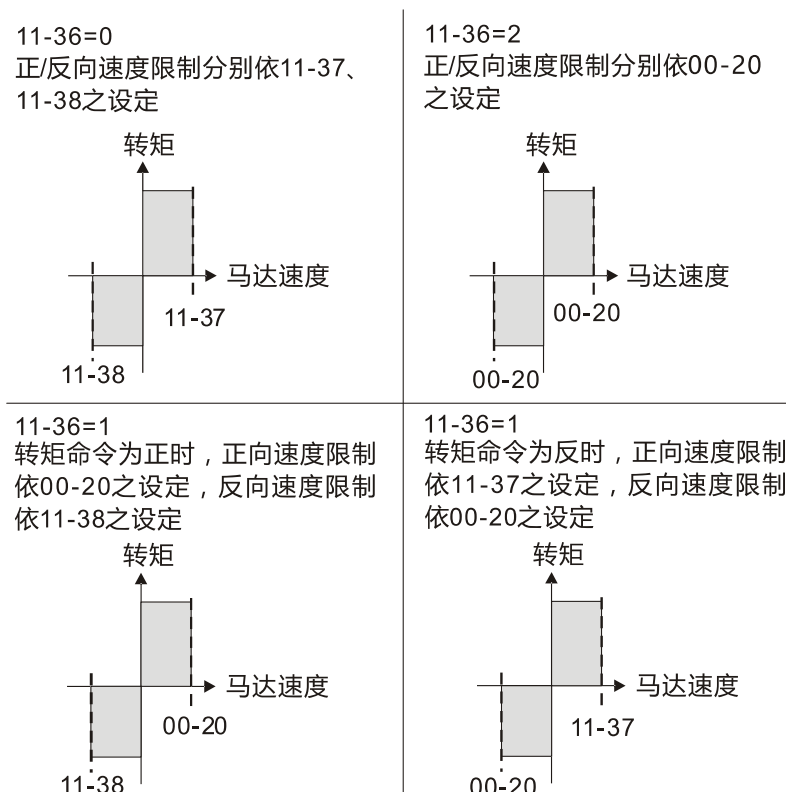 11-36=0
正/反向速度限制分别依11-37、
11-38之设定
转矩
马达速度
11-37
11-38
11-36=2
正/反向速度限制分别依00-20
之设定
转矩
马达速度
00-20
00-20
11-36=1
转矩命令为正时，正向速度限制
依00-20之设定，反向速度限制
依11-38之设定
转矩
马达速度
00-20
11-38
11-36=1
转矩命令为反时，正向速度限制
依11-37之设定，反向速度限制
依00-20之设定
转矩
马达速度
11-37
00-20